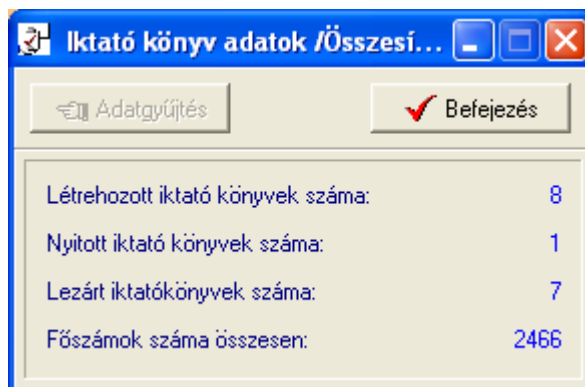 Iktató könyv adatok /Összesí...
Adatgyűjtés
Befejezés
Létrehozott iktató könyvek száma: 8
Nyitott iktató könyvek száma: 1
Lezárt iktatókönyvek száma: 7
Főszámok száma összesen: 2466